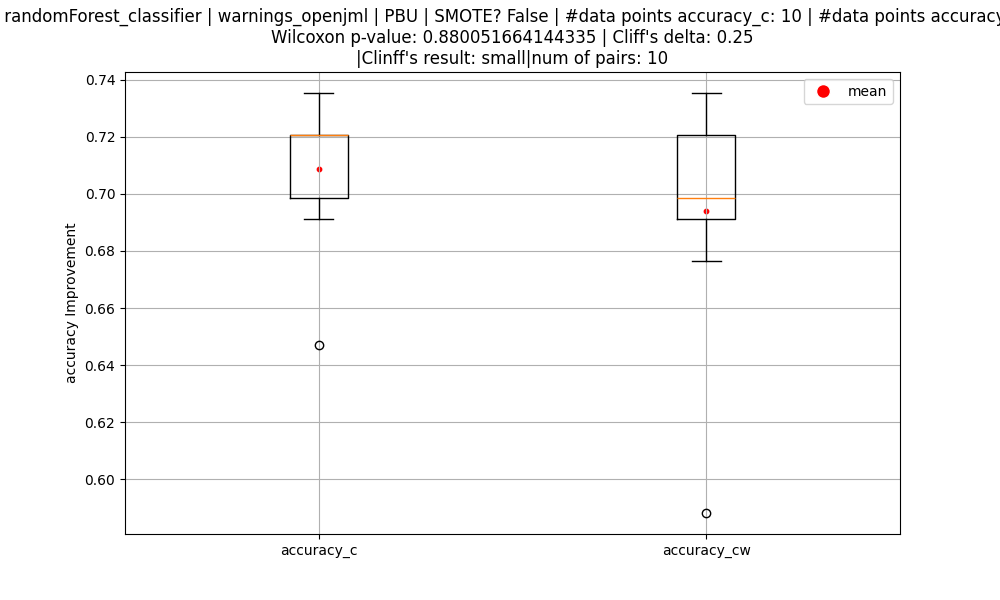 randomForest_classifier | warnings_openjml | PBU | SMOTE? False | #data points accuracy_c: 10 | #data points accuracy
Wilcoxon p-value: 0.880051664144335 | Cliff's delta: 0.25
|Clinff's result: small|num of pairs: 10
mean
0.74
0.72
0.70
0.68
0.66
0.64
0.62
0.60
accuracy Improvement
accuracy_c
accuracy_cw